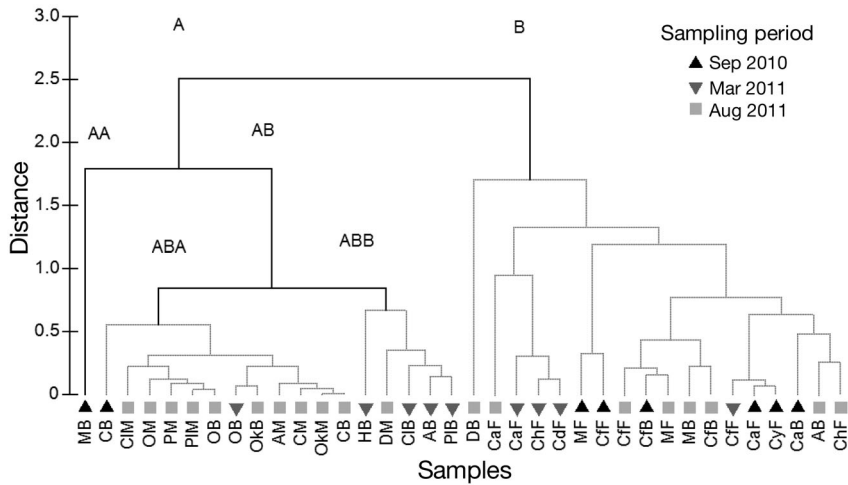 3.0
A
B
Sampling period
Sep 2010
2.5
Mar 2011
Aug 2011
AA
AB
2.0
Distance
1.5
ABA
ABB
1.0
0.5
0
MB CB ClM OM PM PlM OB OB OkB AM CM OkM CB HB DM ClB AB PlB DB CaF CaF ChF CdF MF CfF CfF CfB MF MB CfB CfF CaF CyF CaB AB ChF
Samples